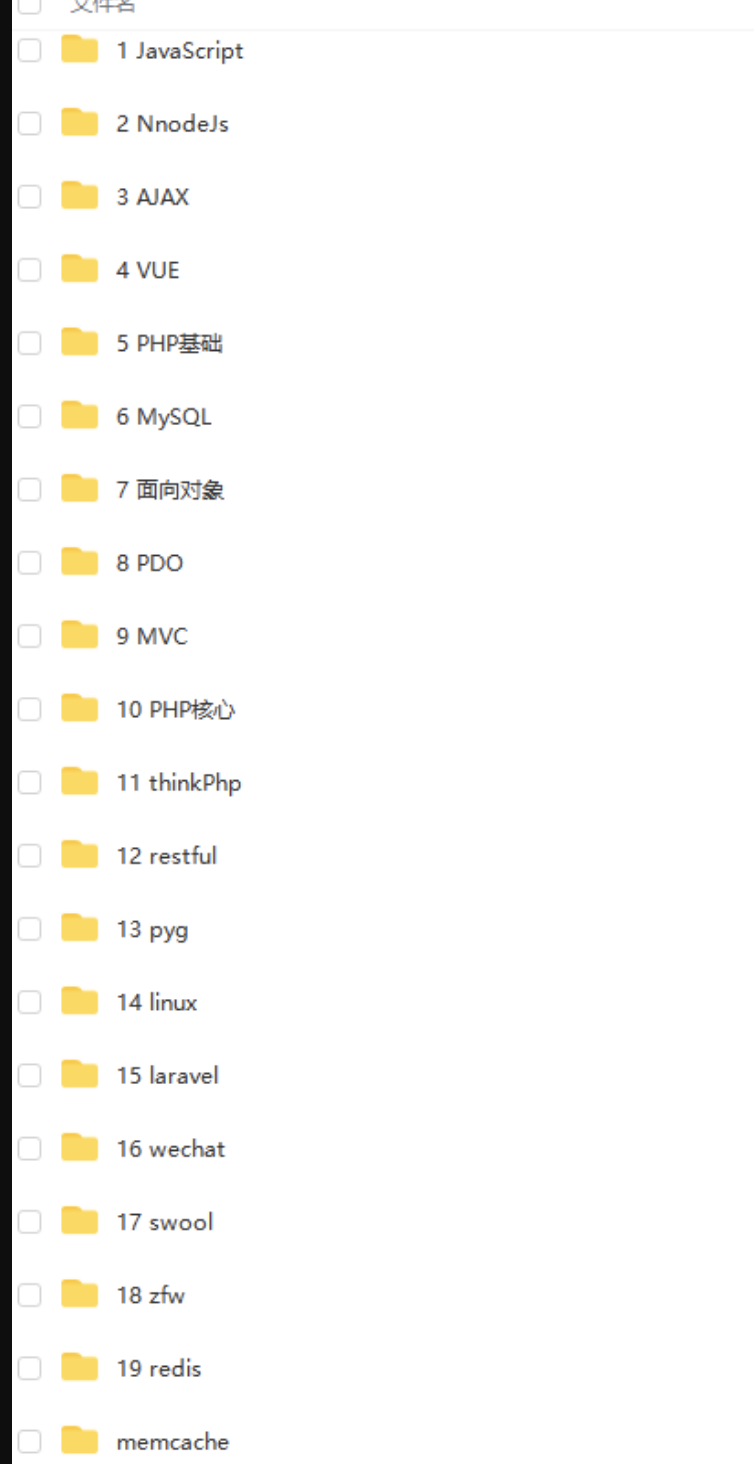 文件名
1 JavaScript
2 NnodeJs
3 AJAX
4 VUE
5 PHP基础
6 MySQL
7 面向对象
8 PDO
9 MVC
10 PHP核心
11 thinkPhp
12 restful
13 pyg
14 linux
15 laravel
16 wechat
17 swool
18 zfw
19 redis
memcache